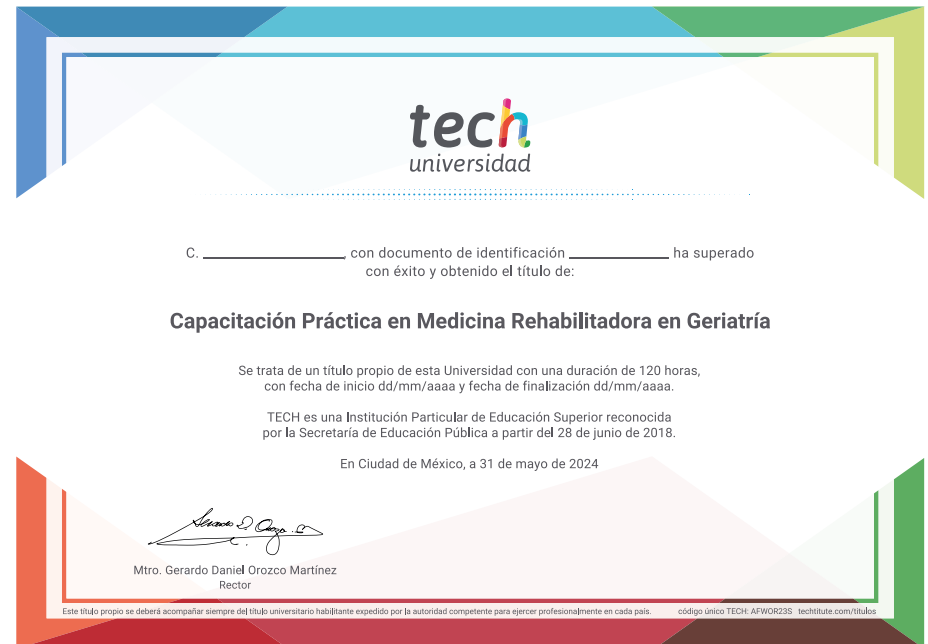 tech
universidad
C. ____________, con documento de identificación ____________ ha superado
con éxito y obtenido el título de:
Capacitación Práctica en Medicina Rehabilitadora en Geriatría
Se trata de un título propio de esta Universidad con una duración de 120 horas,
con fecha de inicio dd/mm/aaaa y fecha de finalización dd/mm/aaaa.
TECH es una Institución Particular de Educación Superior reconocida
por la Secretaría de Educación Pública a partir del 28 de junio de 2018.
En Ciudad de México, a 31 de mayo de 2024
Mtro. Gerardo Daniel Orozco Martínez
Rector
Este título propio se deberá acompañar siempre del título universitario habilitante expedido por la autoridad competente para ejercer profesionalmente en cada país. código único TECH: AFWOR23S techtitute.com/titulos